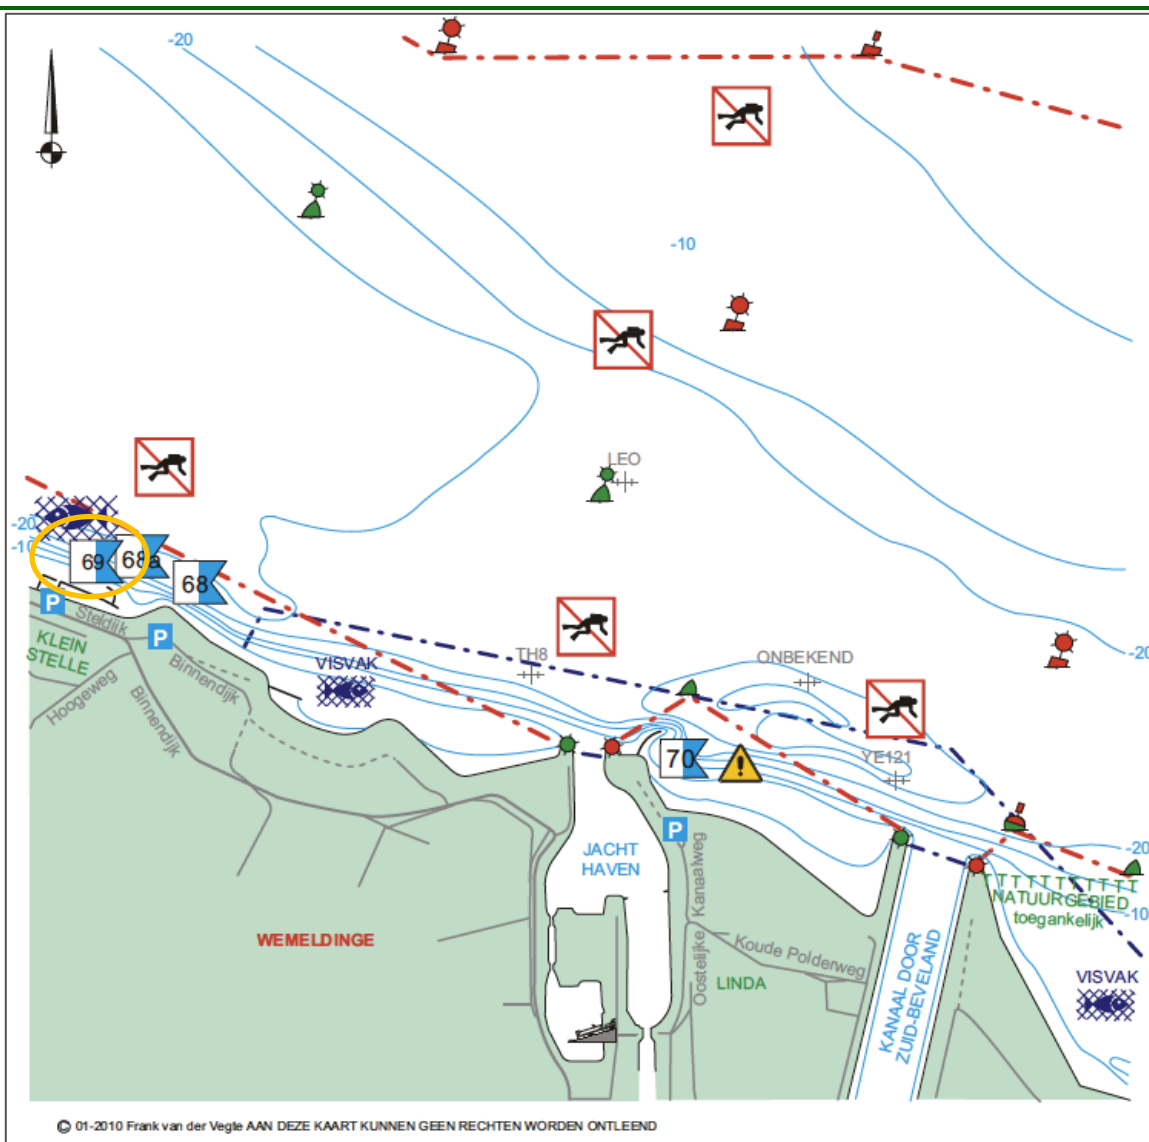 -20
-10
LEO
-20
-10
69
68a
68
P
Steldijk
KLEIN
STELLE
P
Binnendijk
Hoogeweg
Binnendijk
VISVAK
TH8
ONBEKEND
-20
70
YE121
P
JACHT
HAVEN
Oostelijke Kanaalweg
-20
TTTTTTTTTTT
NATUURGEBIED
toegankelijk
-10
WEMELDINGE
Koude Polderweg
LINDA
KANAAL DOOR
ZUID-BEVELAND
VISVAK
© 01-2010 Frank van der Vegte AAN DEZE KAART KUNNEN GEEN RECHTEN WORDEN ONTLEEND